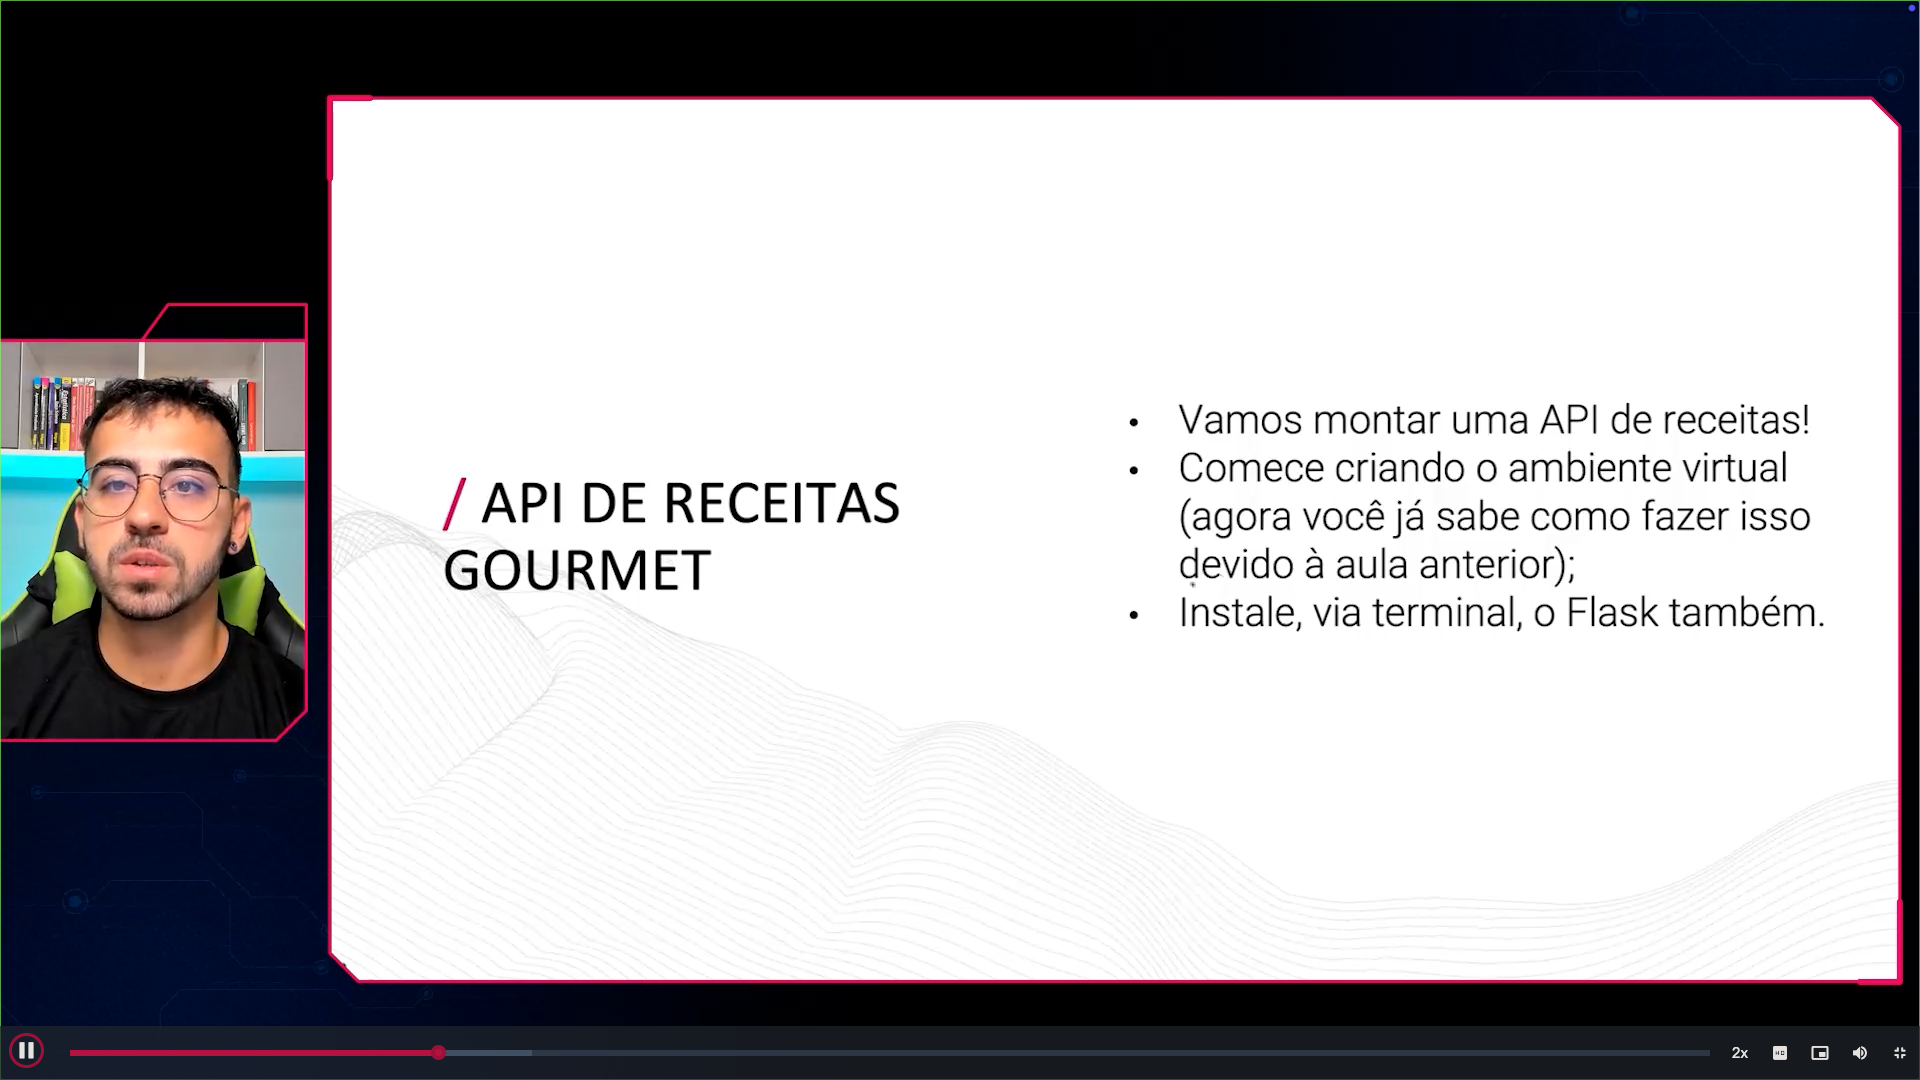 / API DE RECEITAS
GOURMET
• Vamos montar uma API de receitas!
• Comece criando o ambiente virtual
(agora você já sabe como fazer isso
devido à aula anterior);
• Instale, via terminal, o Flask também.
2x